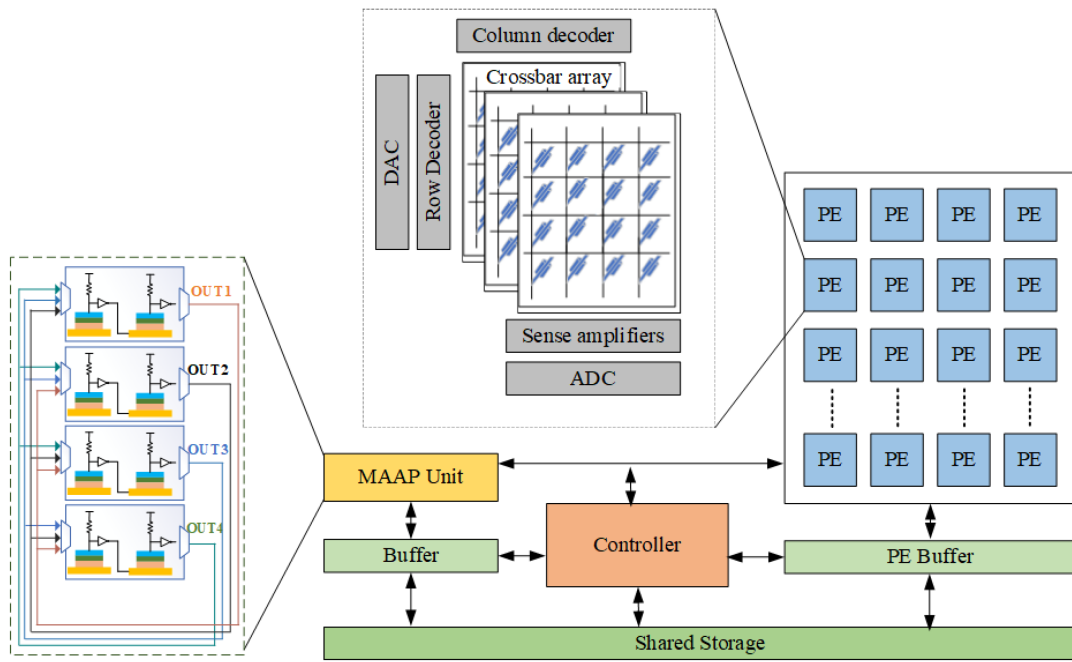 Column decoder
Crossbar array
DAC
Row Decoder
Sense amplifiers
ADC
PE PE PE PE
PE PE PE PE
PE PE PE PE
PE PE PE PE
OUT1
OUT2
OUT3
OUT4
MAAP Unit
Buffer
Controller
PE Buffer
Shared Storage